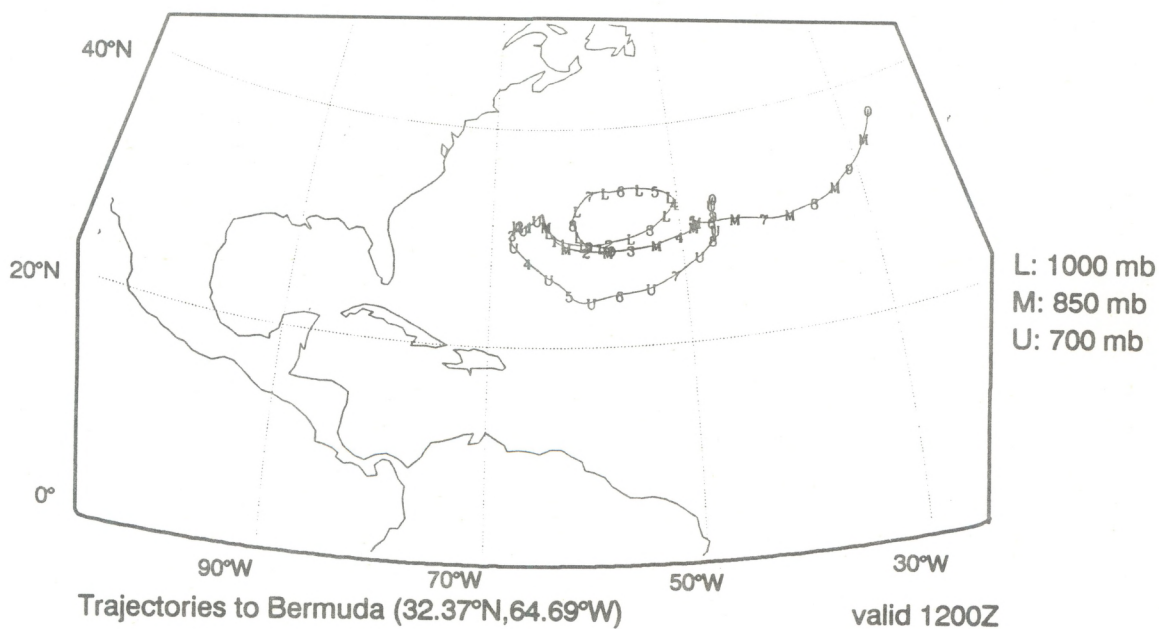 40°N
20°N
0°
90°W
70°W
50°W
30°W
L: 1000 mb
M: 850 mb
U: 700 mb
Trajectories to Bermuda (32.37°N,64.69°W)
valid 1200Z